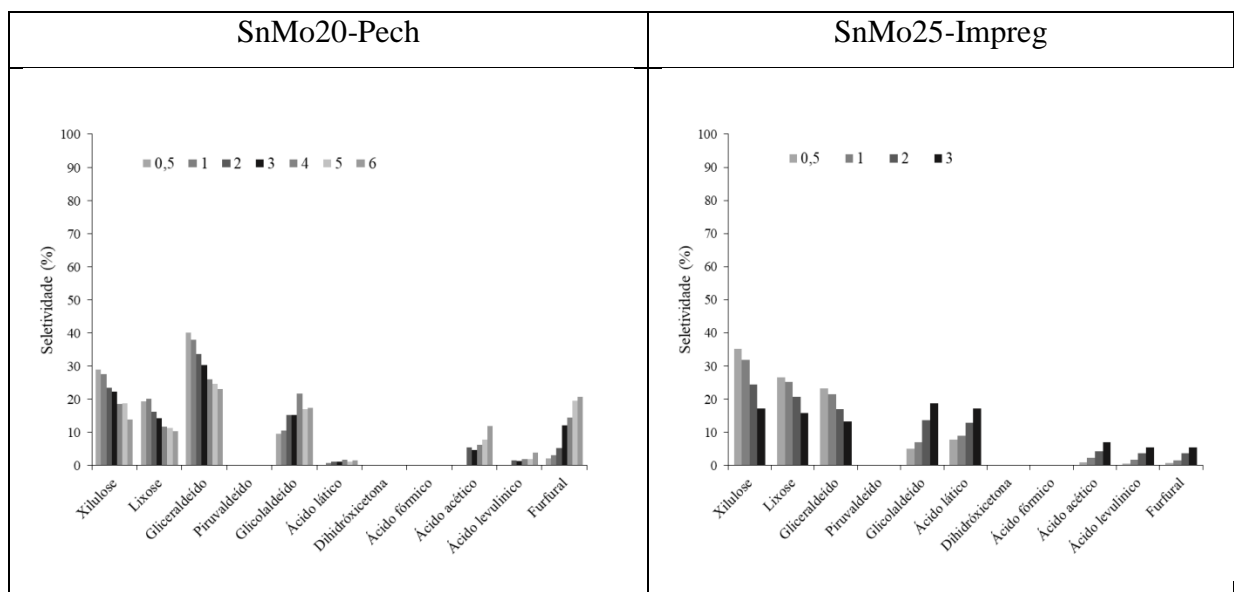 SnMo20-Pech
SnMo25-Impreg
100
90
80
70
60
50
40
30
20
10
0
Seletividade (%)
0,5 1 2 3 4 5 6
Xilulose
Lixose
Gliceraldeído
Piruvaldeído
Glicolaldeído
Ácido lático
Dihidróxicetona
Ácido fórmico
Ácido acético
Ácido levulinico
Furfural
100
90
80
70
60
50
40
30
20
10
0
Seletividade (%)
0,5 1 2 3
Xilulose
Lixose
Gliceraldeído
Piruvaldeído
Glicolaldeído
Ácido lático
Dihidróxicetona
Ácido fórmico
Ácido acético
Ácido levulinico
Furfural